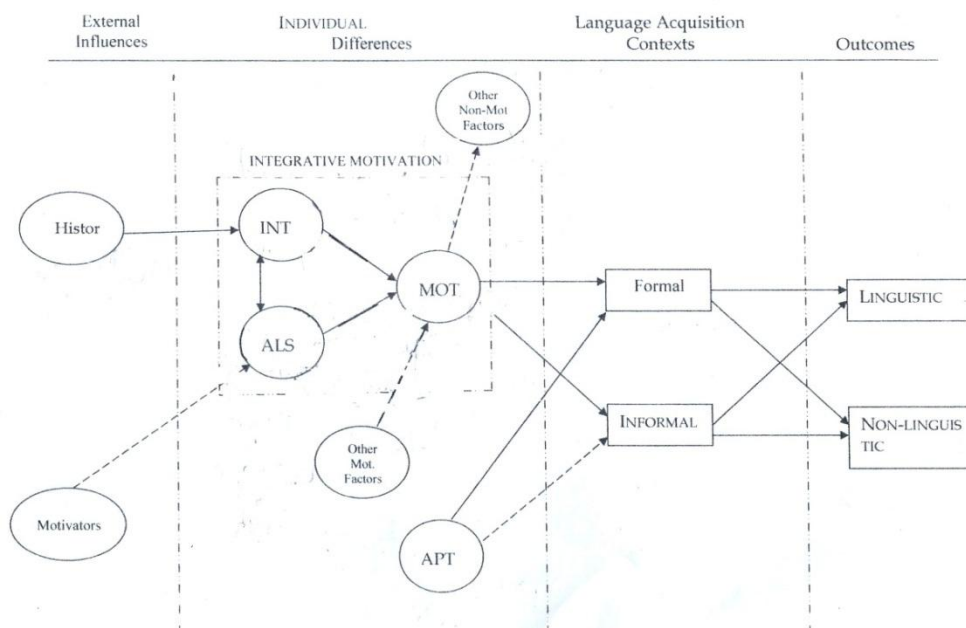 External
Influences
INDIVIDUAL
Differences
Language Acquisition
Contexts
Outcomes
Other
Non-Mot
Factors
INTEGRATIVE MOTIVATION
Histor
INT
MOT
Formal
LINGUISTIC
ALS
INFORMAL
NON-LINGUIS
TIC
Other
Mot.
Factors
Motivators
APT